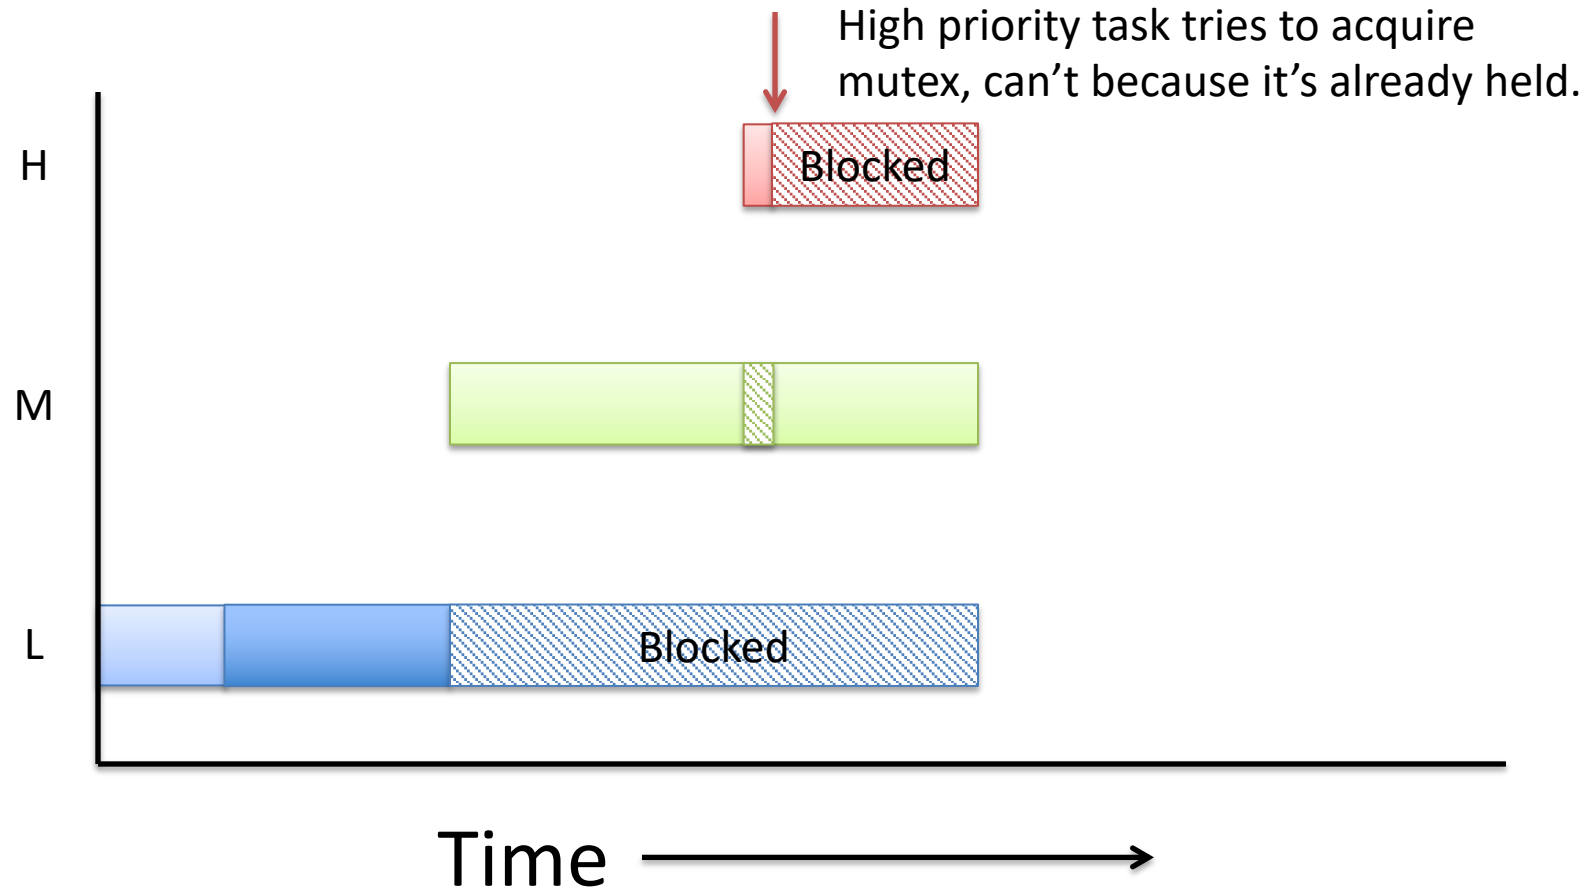 High priority task tries to acquire
mutex, can’t because it’s already held.
H
Blocked
M
L
Blocked
Time